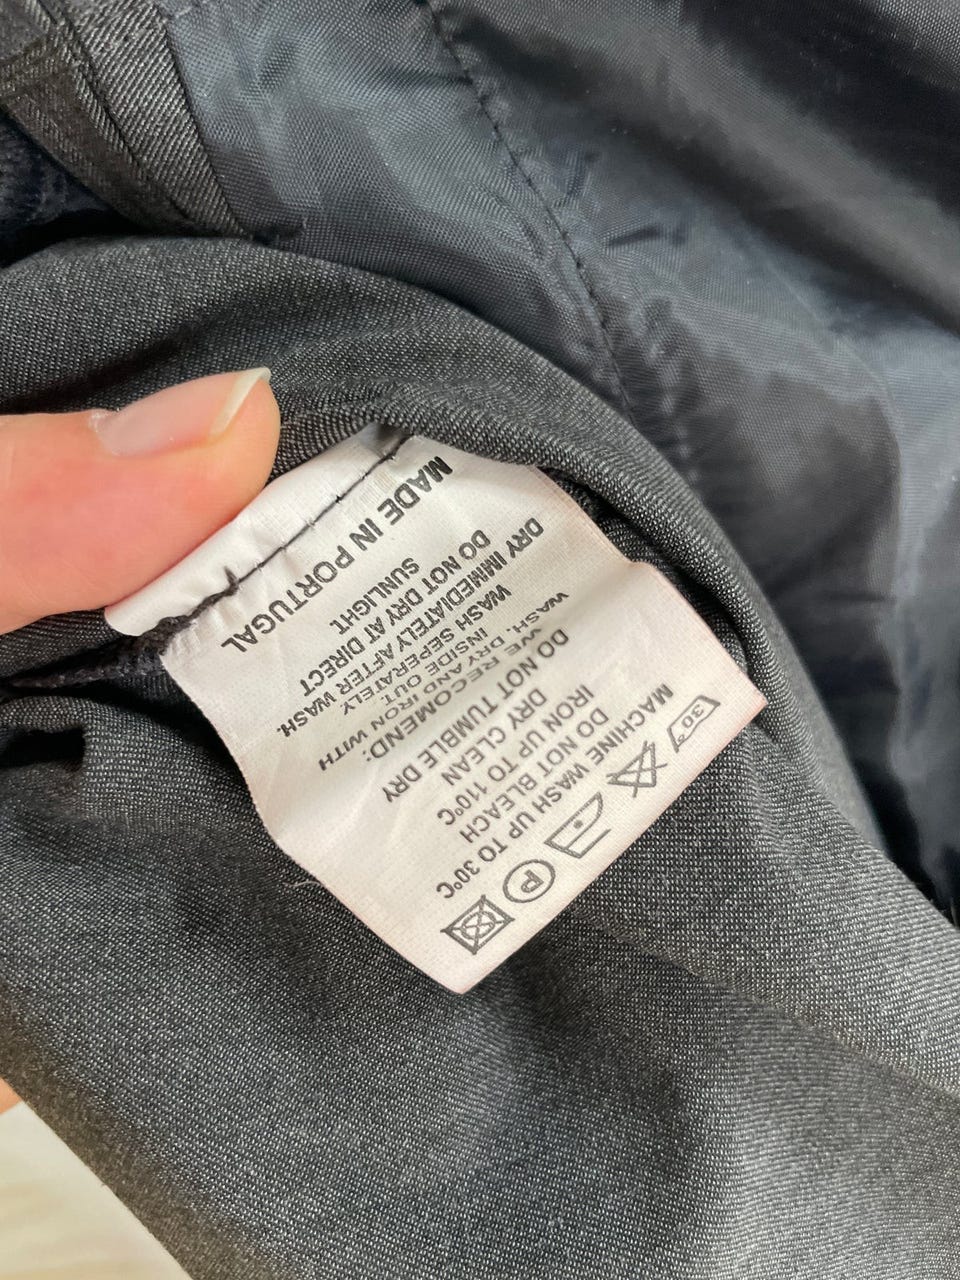 30°
P
MACHINE WASH UP TO 30°C
DO NOT BLEACH
IRON UP TO 110°C
DRY CLEAN
DO NOT TUMBLE DRY
WE RECOMEND:
WASH, DRY AND IRON WITH
INSIDE OUT
WASH SEPERATELY
DRY IMMEDIATELY AFTER WASH.
DO NOT DRY AT DIRECT
SUNLIGHT
MADE IN PORTUGAL